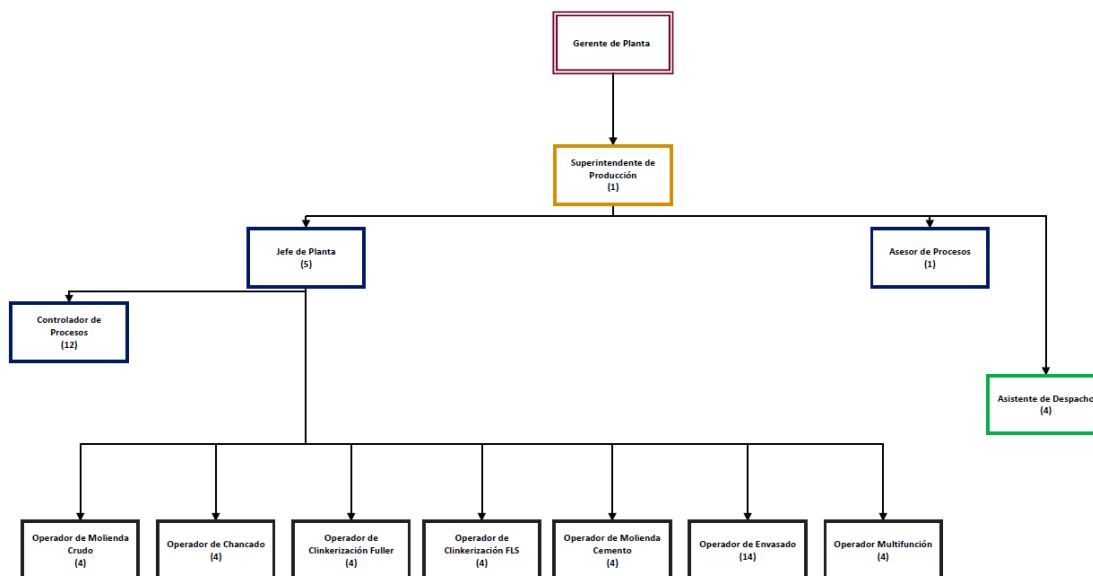 Gerente de Planta
Superintendente de
Producción
(1)
Jefe de Planta
(5)
Asesor de Procesos
(1)
Controlador de
Procesos
(12)
Asistente de Despacho
(4)
Operador de Molienda
Crudo
(4)
Operador de Chancado
(4)
Operador de
Clinkerización Fuller
(4)
Operador de
Clinkerización FLS
(4)
Operador de Molienda
Cemento
(4)
Operador de Envasado
(14)
Operador Multifunción
(4)